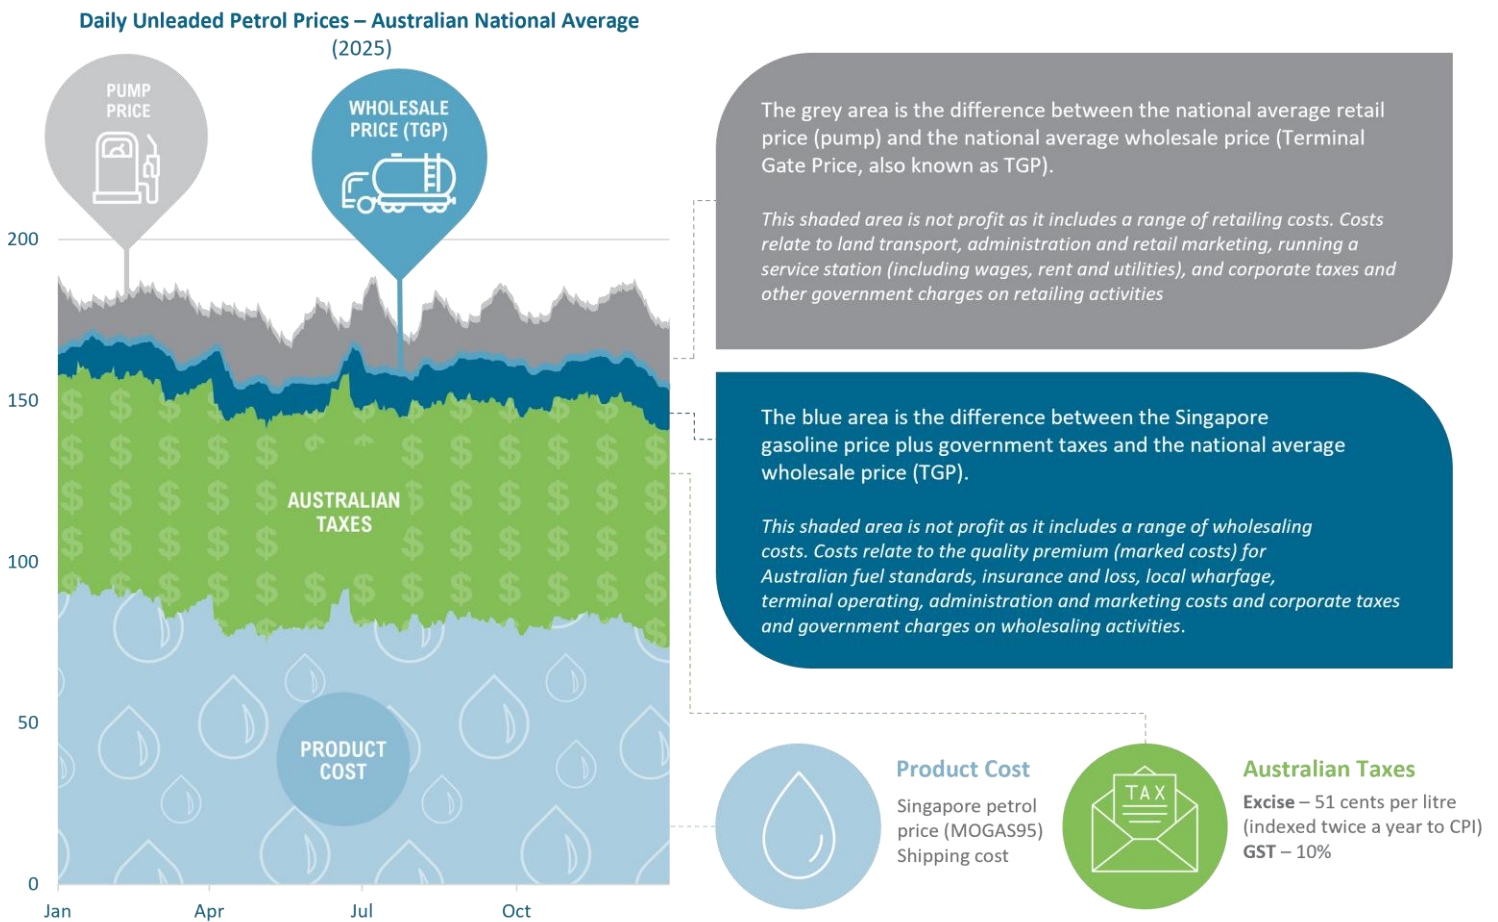 Daily Unleaded Petrol Prices – Australian National Average
(2025)
PUMP
PRICE
WHOLESALE
PRICE (TGP)
200
150
100
50
0
Jan
Apr
Jul
Oct
AUSTRALIAN
TAXES
PRODUCT
COST
The grey area is the difference between the national average retail
price (pump) and the national average wholesale price (Terminal
Gate Price, also known as TGP).
This shaded area is not profit as it includes a range of retailing costs. Costs
relate to land transport, administration and retail marketing, running a
service station (including wages, rent and utilities), and corporate taxes and
other government charges on retailing activities
The blue area is the difference between the Singapore
gasoline price plus government taxes and the national average
wholesale price (TGP).
This shaded area is not profit as it includes a range of wholesaling
costs. Costs relate to the quality premium (marked costs) for
Australian fuel standards, insurance and loss, local wharfage,
terminal operating, administration and marketing costs and corporate taxes
and government charges on wholesaling activities.
Product Cost
Singapore petrol
price (MOGAS95)
Shipping cost
TAX
Australian Taxes
Excise – 51 cents per litre
(indexed twice a year to CPI)
GST – 10%